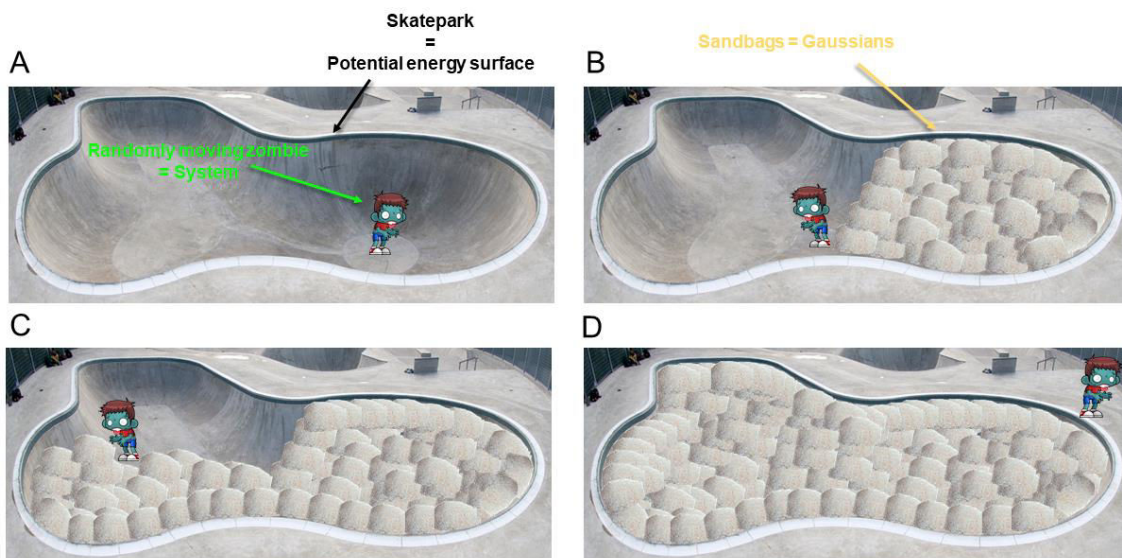 Skatepark
=
Potential energy surface
A
Randomly moving zombie
= System
Sandbags = Gaussians
B
C
D